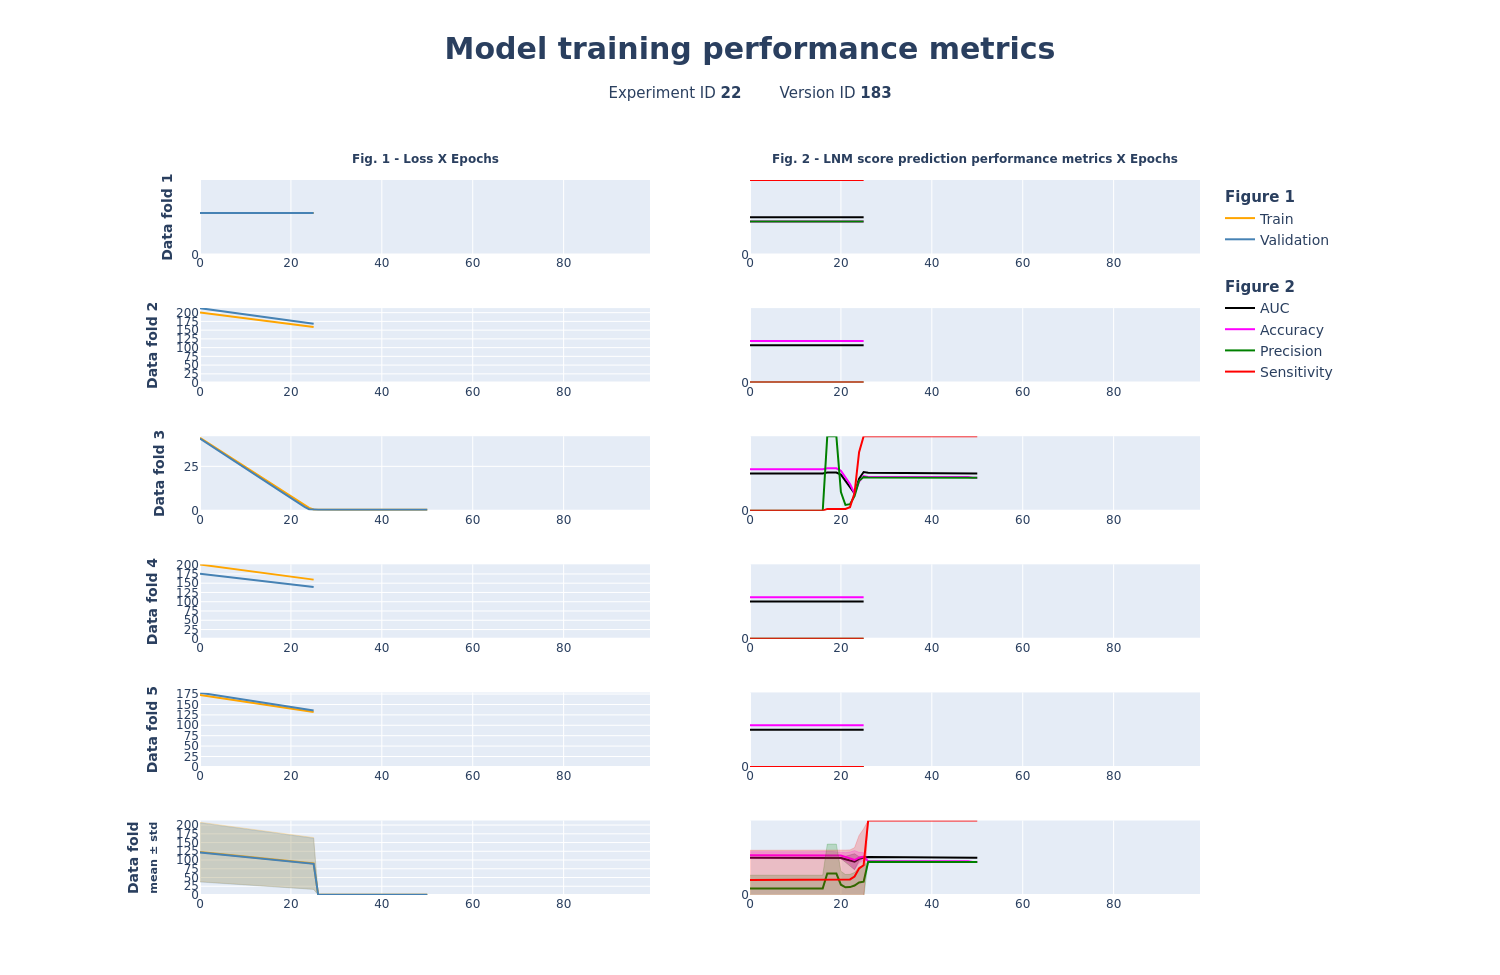 Model training performance metrics
Experiment ID 22 Version ID 183
Fig. 1 - Loss X Epochs
Fig. 2 - LNM score prediction performance metrics X Epochs
Data fold 1
0
0 20 40 60 80
0
0 20 40 60 80
Figure 1
Train
Validation
Figure 2
AUC
Accuracy
Precision
Sensitivity
Data fold 2
200
175
150
125
100
75
50
25
0
0 20 40 60 80
0
0 20 40 60 80
Data fold 3
25
0
0 20 40 60 80
0
0 20 40 60 80
Data fold 4
200
175
150
125
100
75
50
25
0
0 20 40 60 80
0
0 20 40 60 80
Data fold 5
175
150
125
100
75
50
25
0
0 20 40 60 80
0
0 20 40 60 80
Data fold
mean ± std
200
175
150
125
100
75
50
25
0
0 20 40 60 80
0
0 20 40 60 80